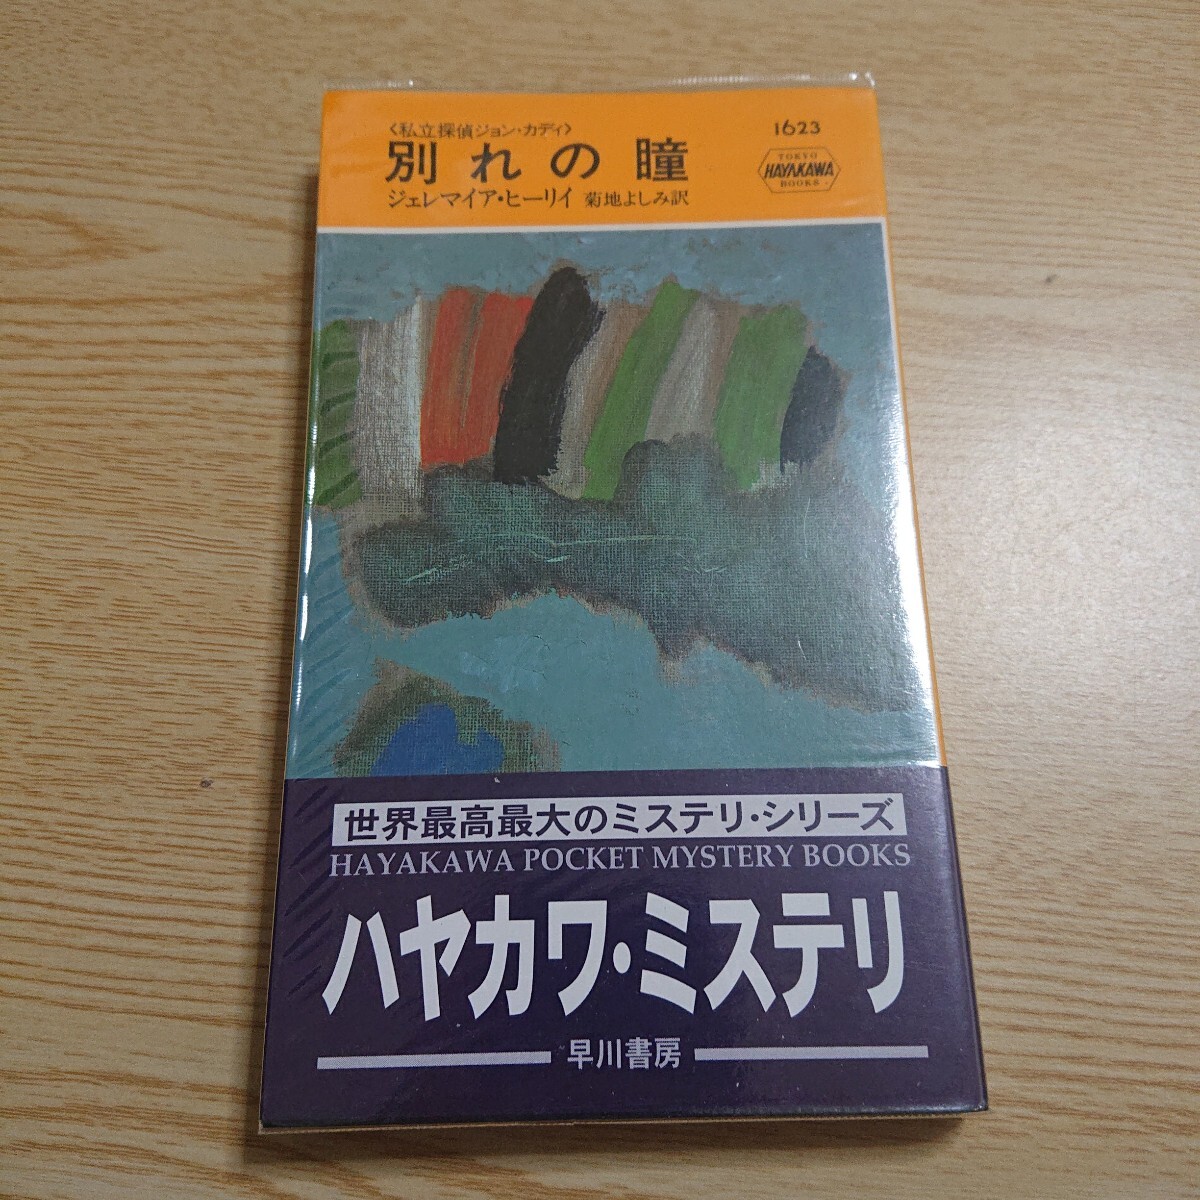 〈私立探偵ジョン・カディ〉
別れの瞳
ジェレマイア・ヒーリイ 菊地よしみ訳
1623
TOKYO
HAYAKAWA
BOOKS
世界最高最大のミステリ・シリーズ
HAYAKAWA POCKET MYSTERY BOOKS
ハヤカワ・ミステリ
早川書房